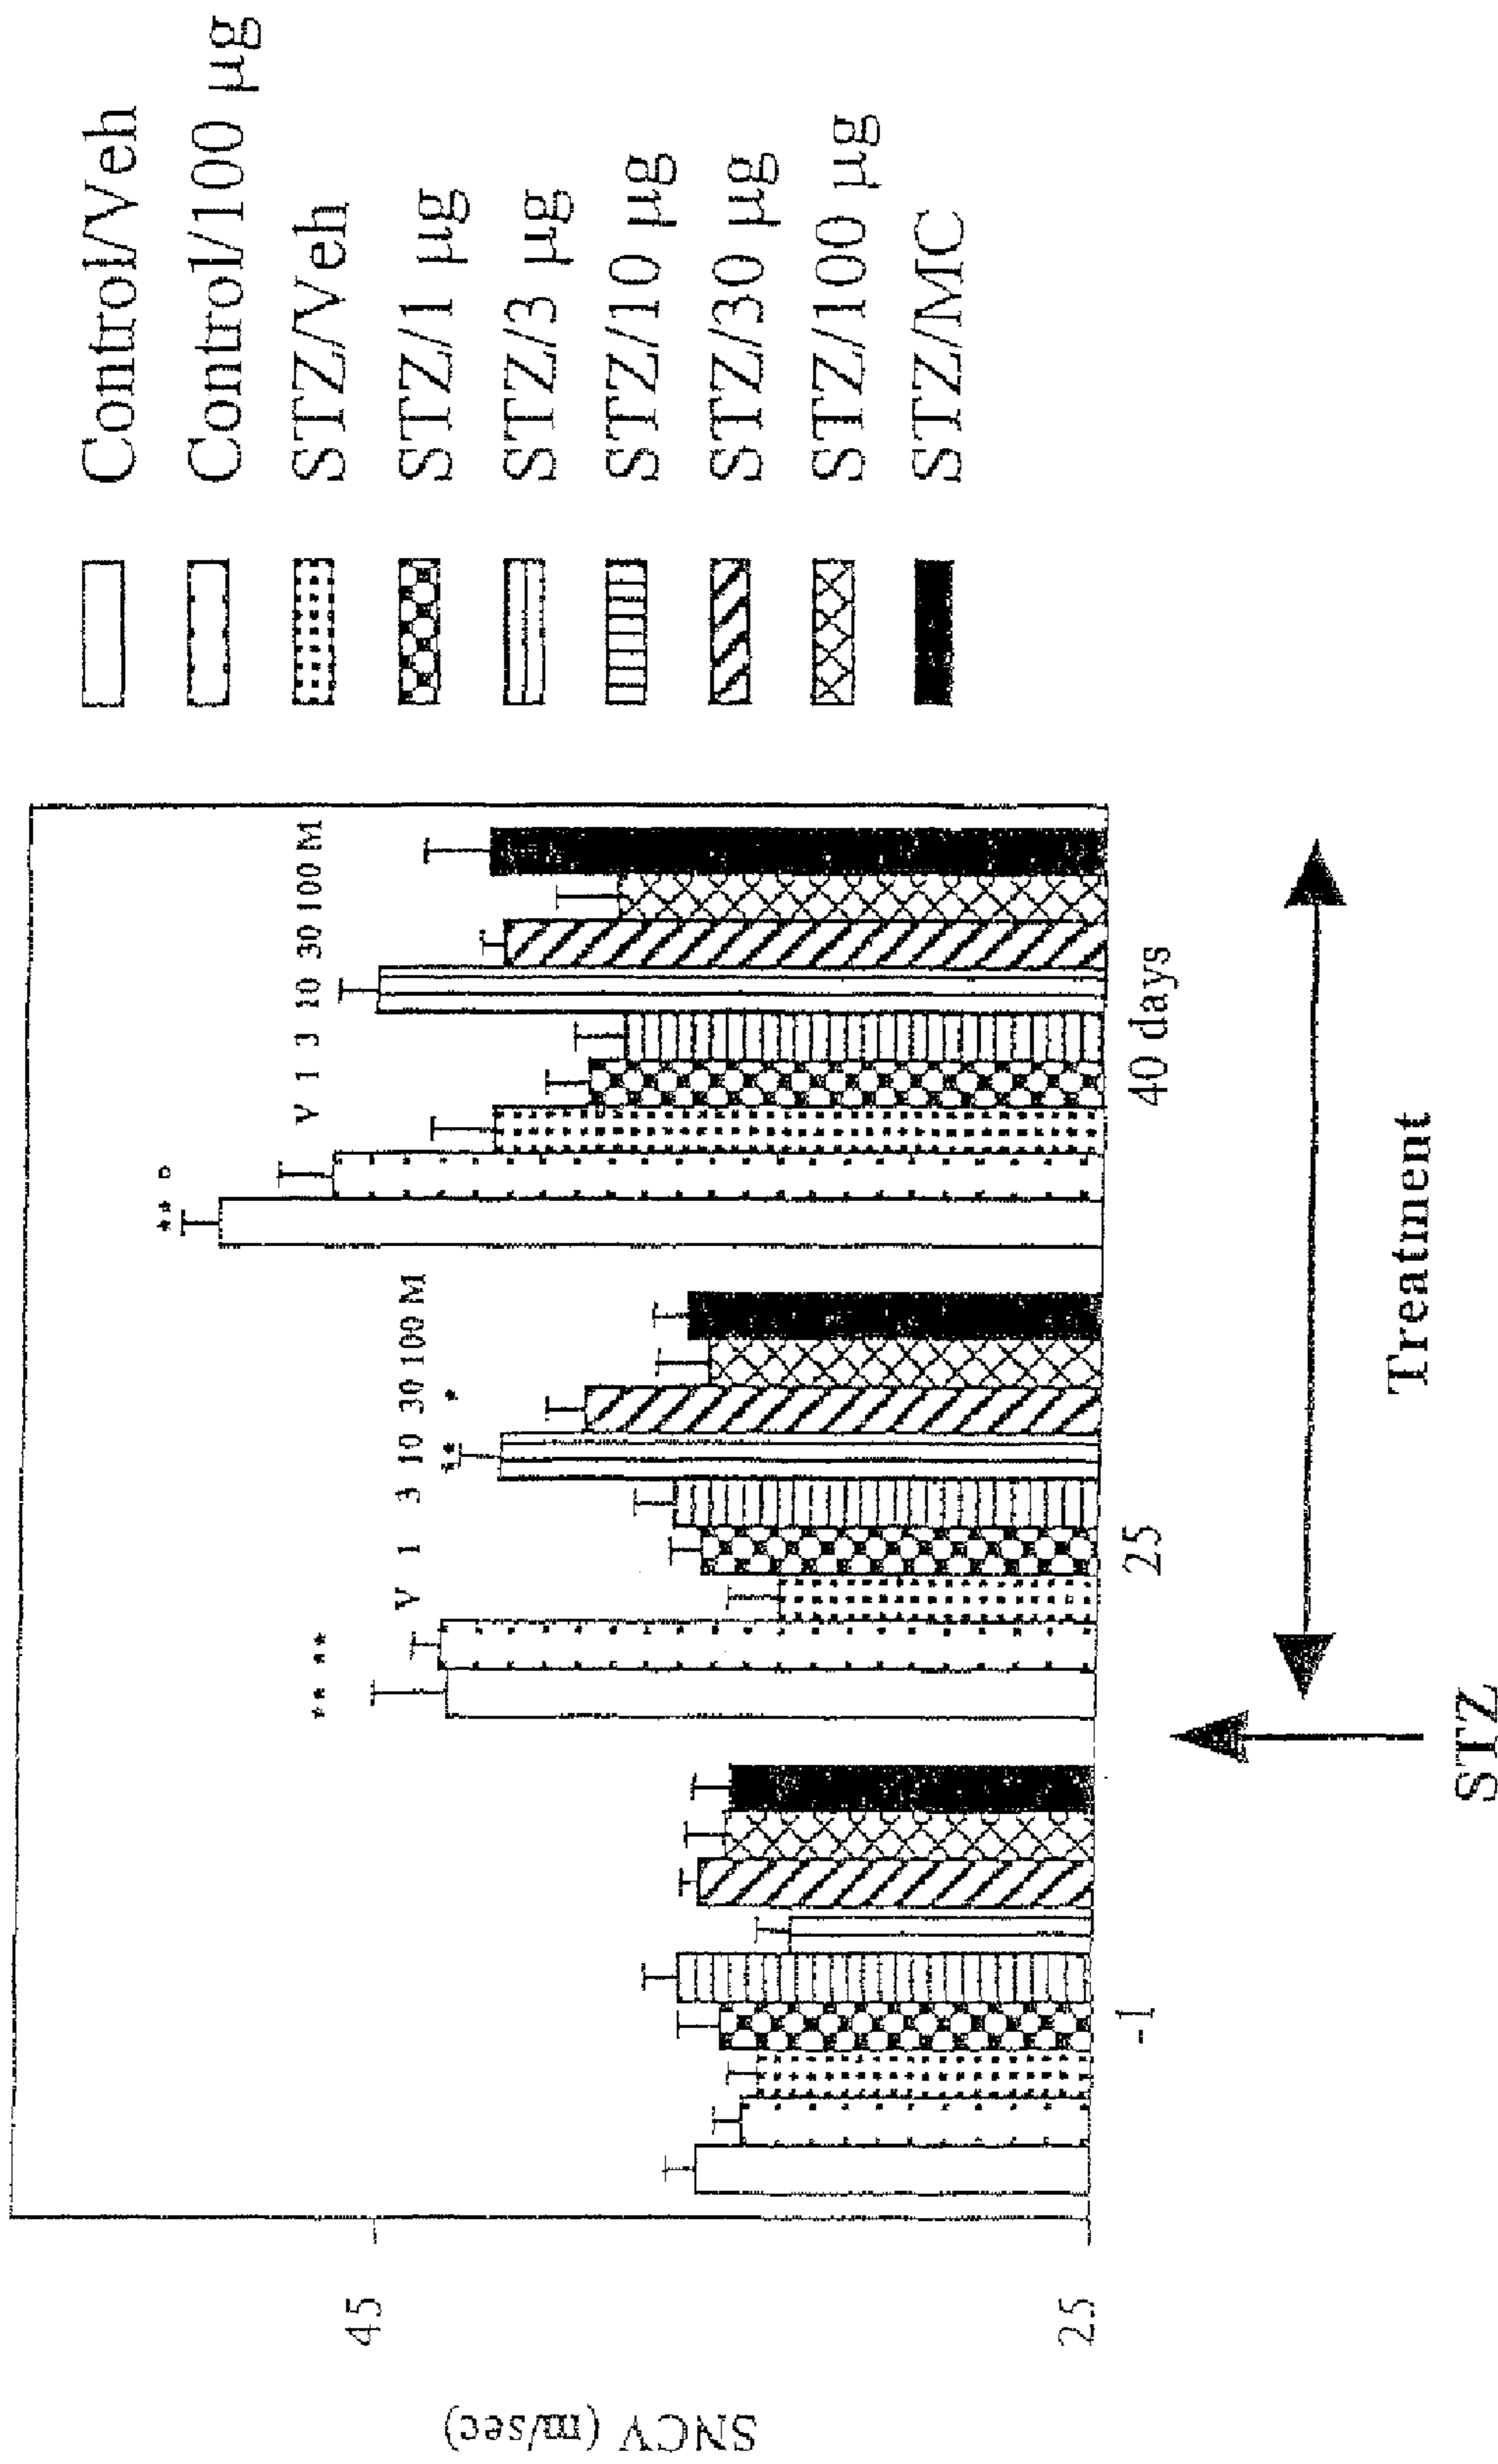 SNCV (m/sec)
45
25
** °
V 1 3 10 30 100 M
** **
V 1 3 10 30 100 M
** *
-1
25
40 days
STZ
Treatment
Control/Veh
Control/100 µg
STZ/Veh
STZ/1 µg
STZ/3 µg
STZ/10 µg
STZ/30 µg
STZ/100 µg
STZ/MC